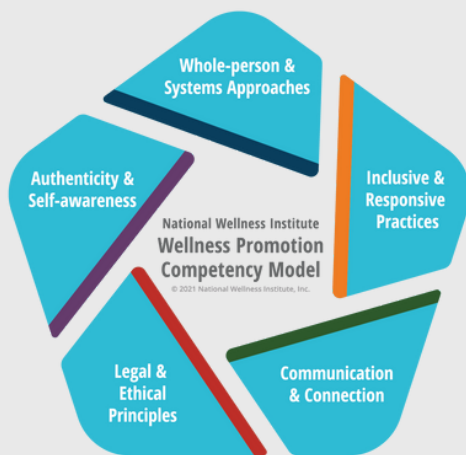 Whole-person &
Systems Approaches
Authenticity &
Self-awareness
Inclusive &
Responsive
Practices
National Wellness Institute
Wellness Promotion
Competency Model
© 2021 National Wellness Institute, Inc.
Legal &
Ethical
Principles
Communication
& Connection